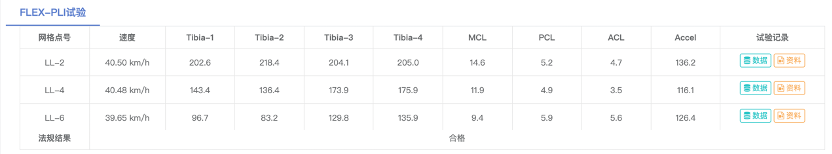 FLEX-PLI试验
网格点号 速度 Tibia-1 Tibia-2 Tibia-3 Tibia-4 MCL PCL ACL Accel 试验记录
LL-2 40.50 km/h 202.6 218.4 204.1 205.0 14.6 5.2 4.7 136.2 数据 资料
LL-4 40.48 km/h 143.4 136.4 173.9 175.9 11.9 4.9 3.5 116.1 数据 资料
LL-6 39.65 km/h 96.7 83.2 129.8 135.9 9.4 5.9 5.6 126.4 数据 资料
法规结果 合格